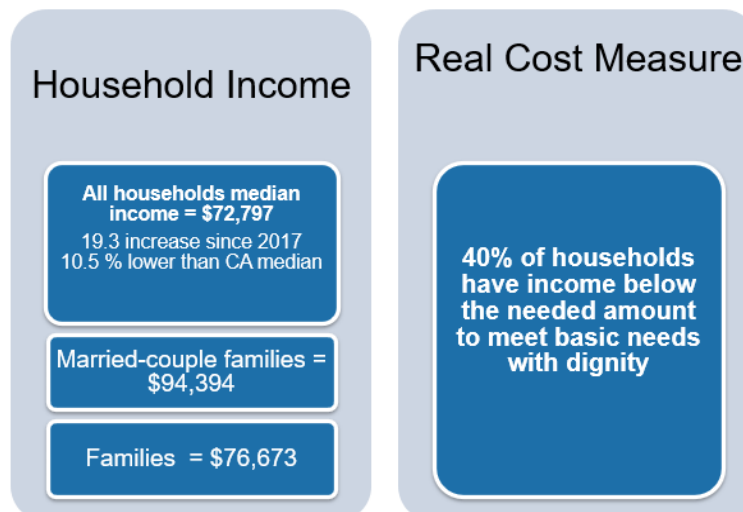 Household Income
All households median
income = $72,797
19.3 increase since 2017
10.5 % lower than CA median
Married-couple families =
$94,394
Families = $76,673
Real Cost Measure
40% of households
have income below
the needed amount
to meet basic needs
with dignity